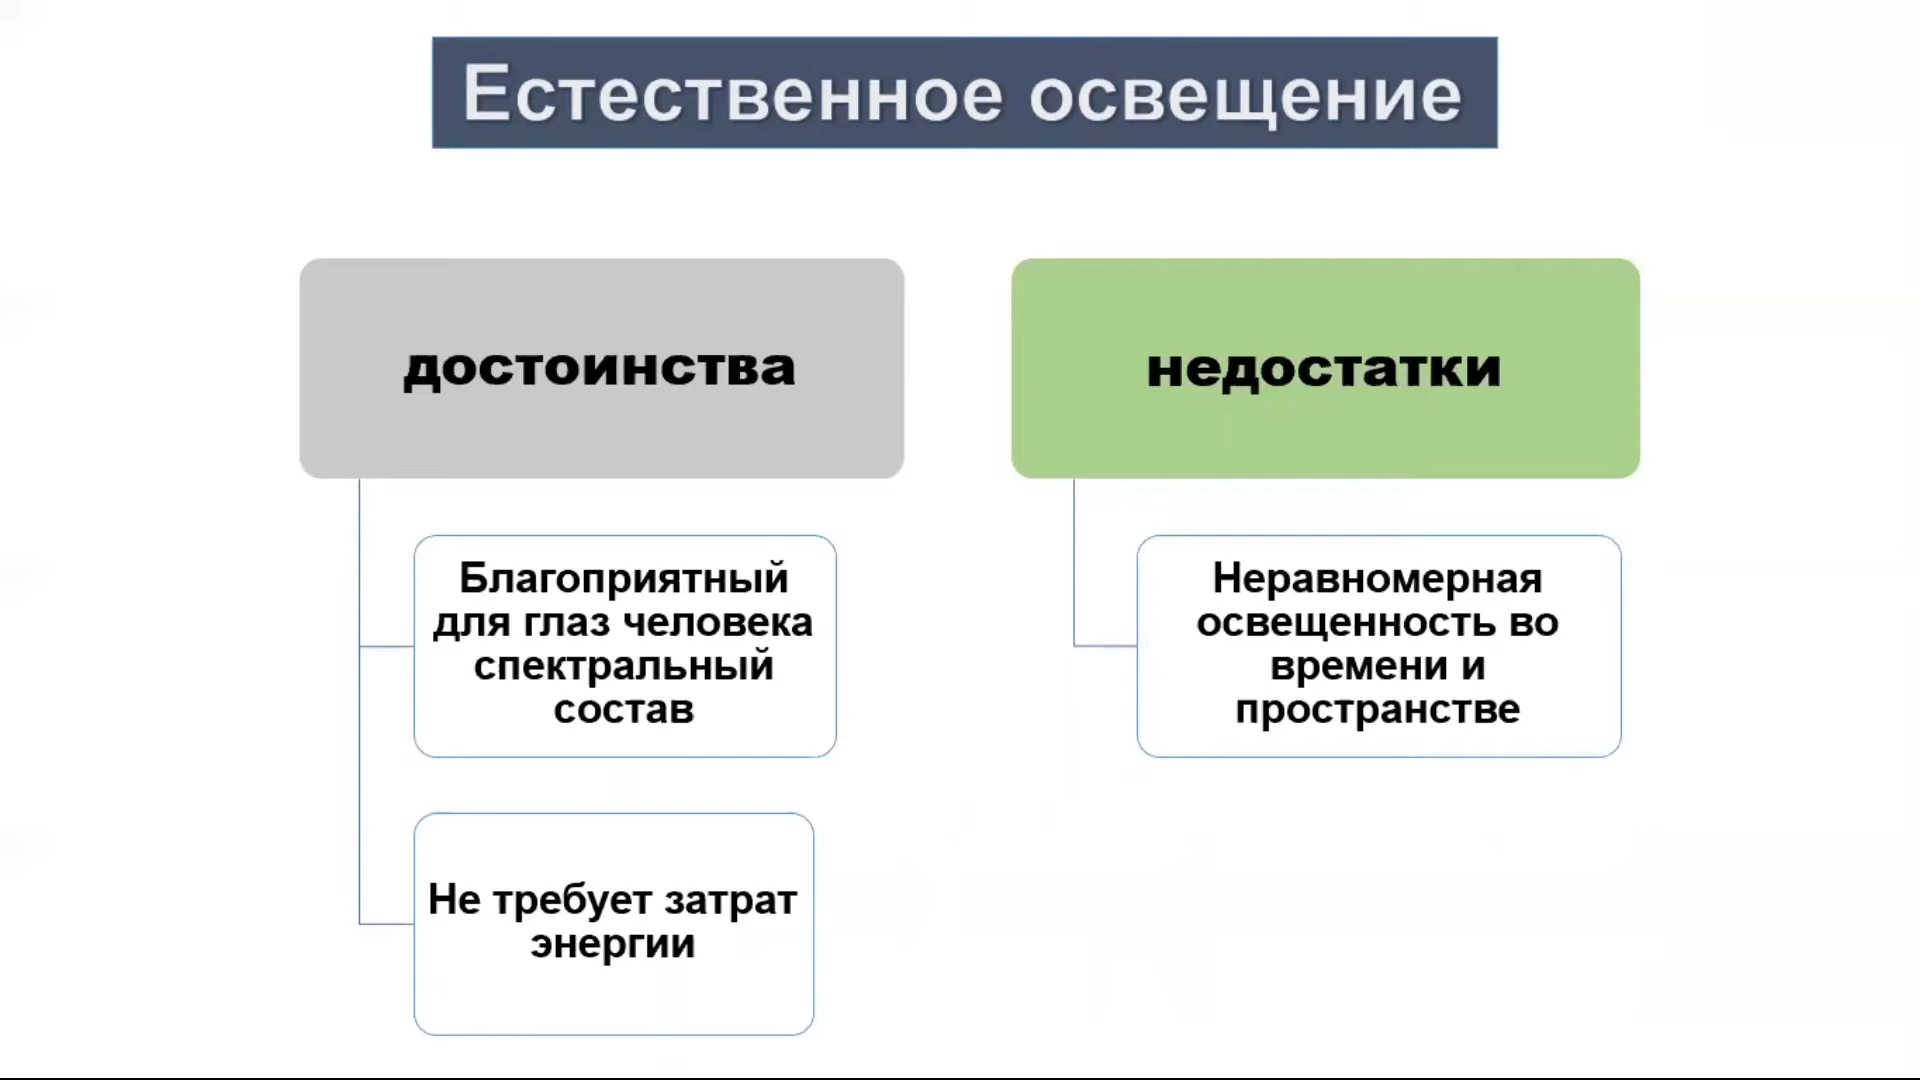 Естественное освещение
достоинства
Благоприятный
для глаз человека
спектральный
состав
Не требует затрат
энергии
недостатки
Неравномерная
освещенность во
времени и
пространстве